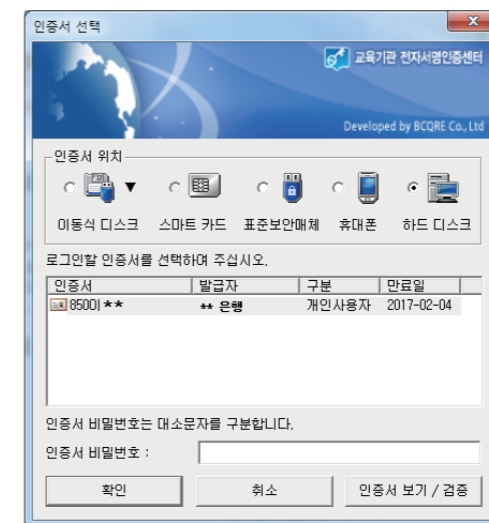 인증서 선택
교육기관 전자서명인증센터
Developed by BCQRE Co., Ltd
인증서 위치
이동식 디스크 스마트 카드 표준보안매체 휴대폰 하드 디스크
로그인할 인증서를 선택하여 주십시오.
인증서 발급자 구분 만료일
8500| ** ** 은행 개인사용자 2017-02-04
인증서 비밀번호는 대소문자를 구분합니다.
인증서 비밀번호 :
확인 취소 인증서 보기 / 검증